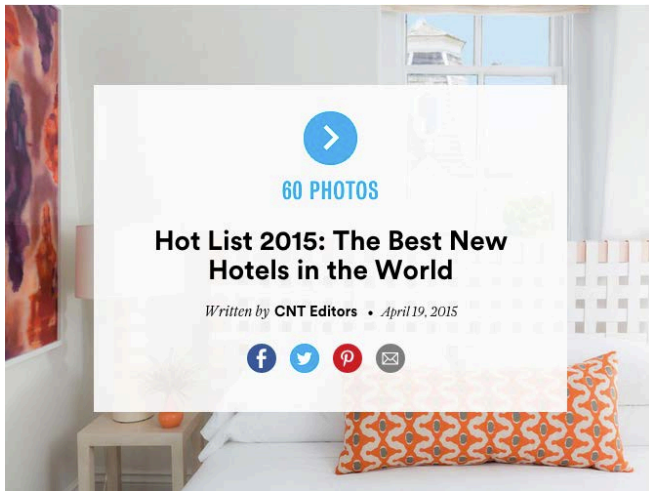 60 PHOTOS
Hot List 2015: The Best New
Hotels in the World
Written by CNT Editors • April 19, 2015